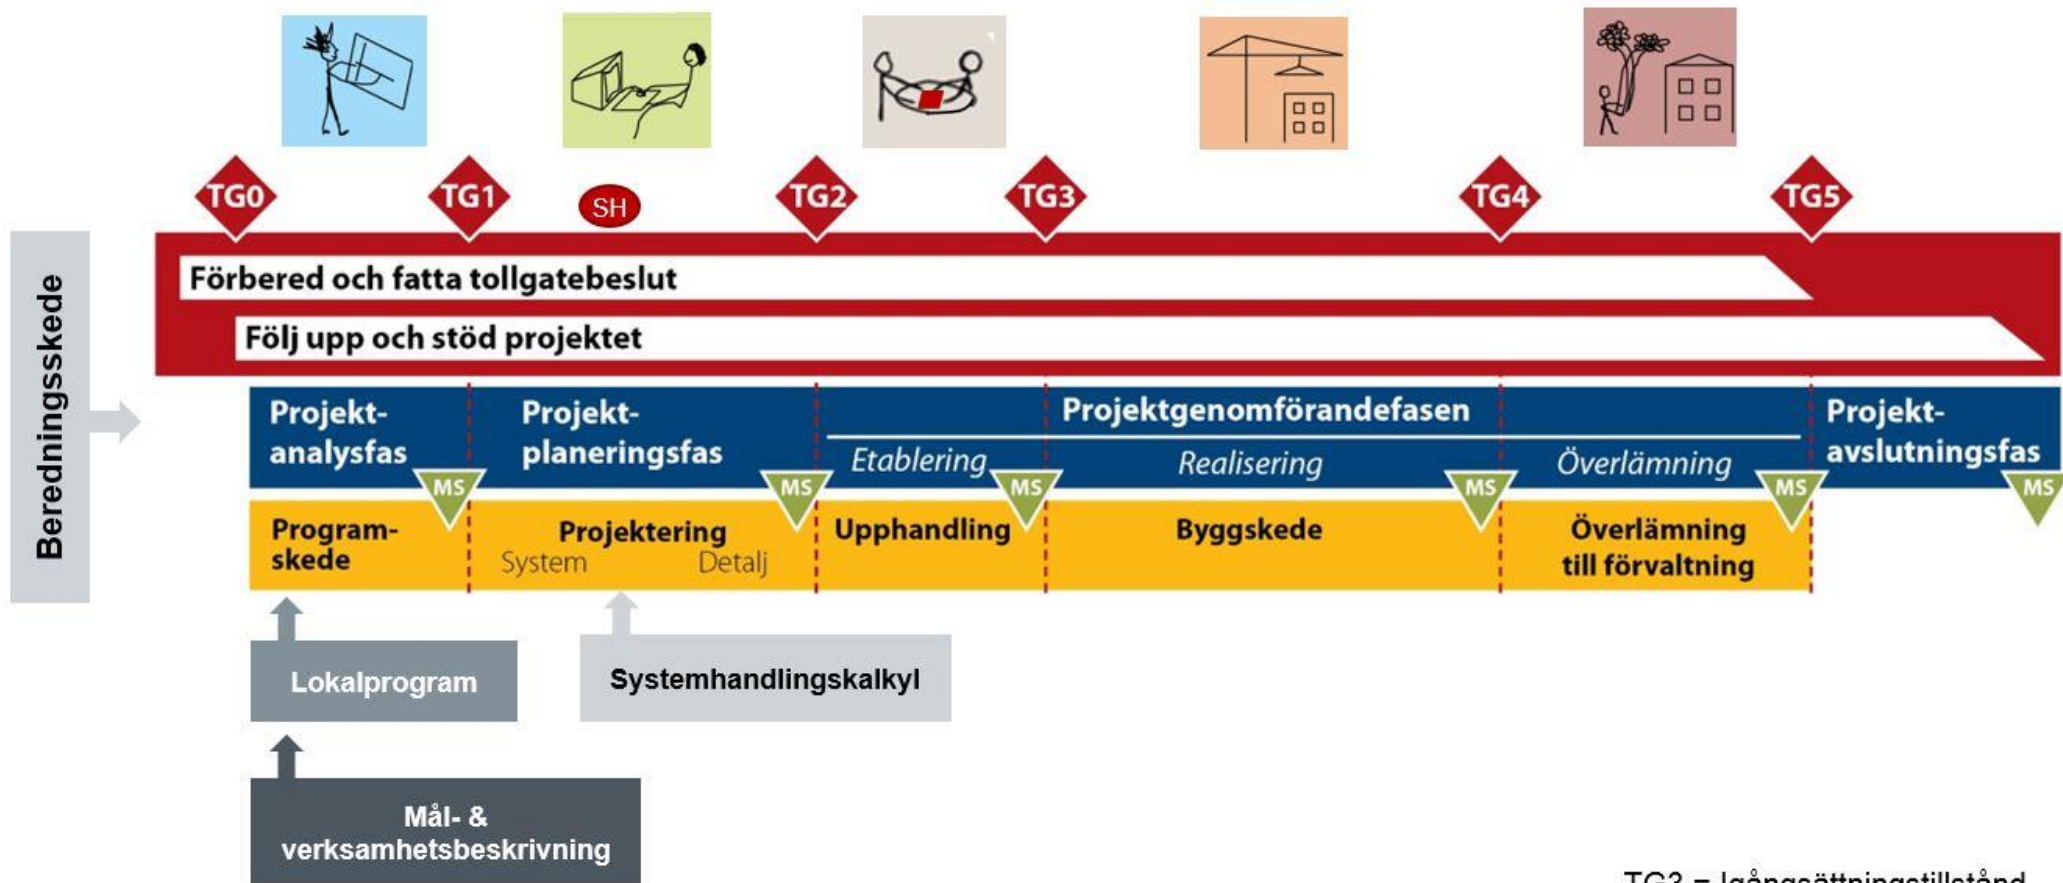 TG0
TG1
SH
TG2
TG3
TG4
TG5
Beredningsskede
Förbered och fatta tollgatebeslut
Följ upp och stöd projektet
Projekt-
analysfas
Projekt-
planeringsfas
Projektgenomförandefasen
Etablering
Realisering
Överlämning
Projekt-
avslutningsfas
MS
MS
MS
MS
MS
MS
Program-
skede
Projektering
System
Detalj
Upphandling
Byggskede
Överlämning
till förvaltning
Lokalprogram
Systemhandlingskalkyl
Mål- &
verksamhetsbeskrivning
TG3 = Igångsättningstillstånd